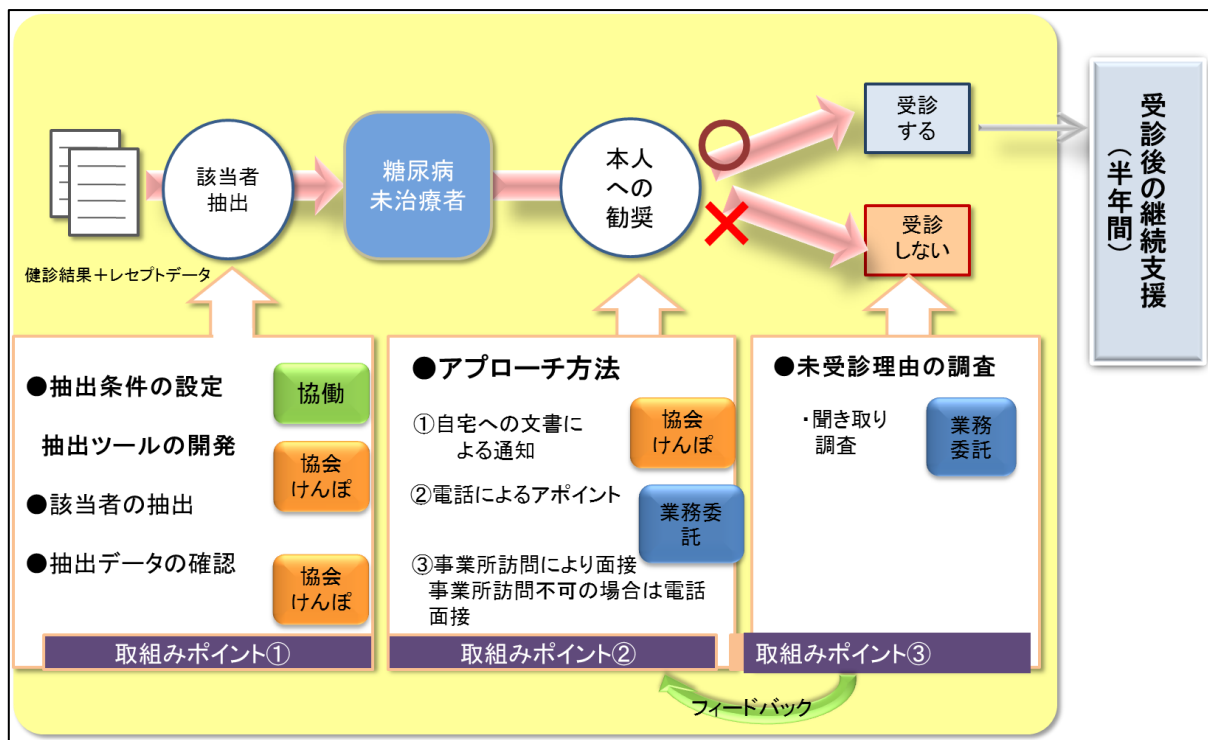 健診結果+レセプトデータ
該当者
抽出
糖尿病
未治療者
本人
への
勧奨
受診
する
受診
しない
受診後の継続支援
(半年間)
●抽出条件の設定
抽出ツールの開発
●該当者の抽出
●抽出データの確認
協働
協会
けんぽ
協会
けんぽ
取組みポイント①
●アプローチ方法
①自宅への文書に
よる通知
②電話によるアポイント
③事業所訪問により面接
事業所訪問不可の場合は電話
面接
協会
けんぽ
業務委
託
取組みポイント②
●未受診理由の調査
・聞き取り
調査
業務
委託
取組みポイント③
フィードバック